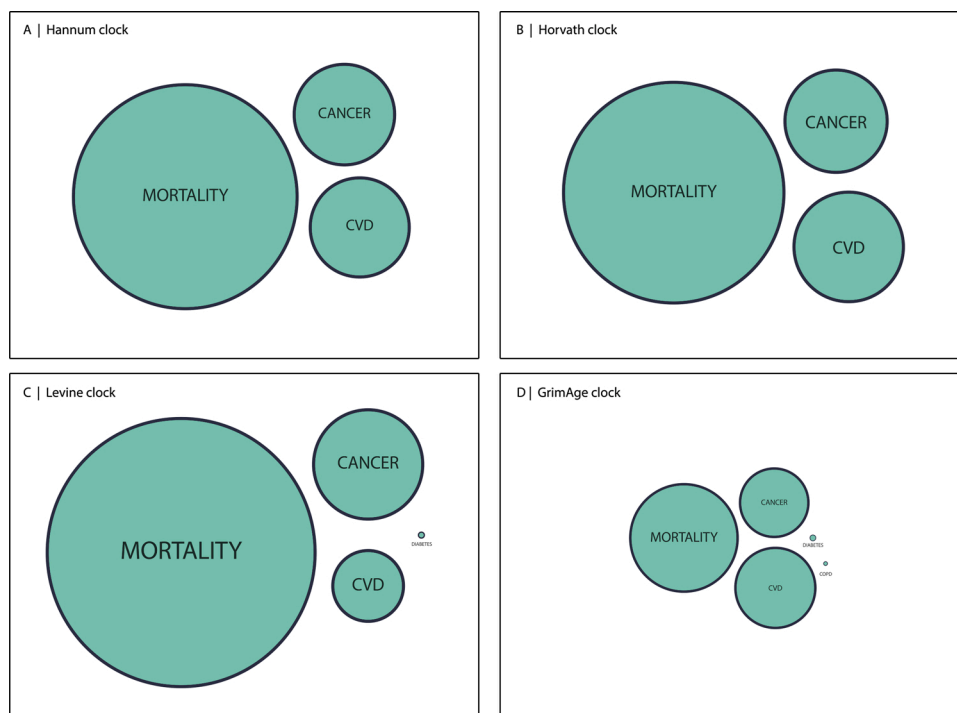 A | Hannum clock
CANCER
MORTALITY
CVD
B | Horvath clock
CANCER
MORTALITY
CVD
C | Levine clock
CANCER
MORTALITY
DIABETES
CVD
D | GrimAge clock
CANCER
MORTALITY
DIABETES
COPD
CVD